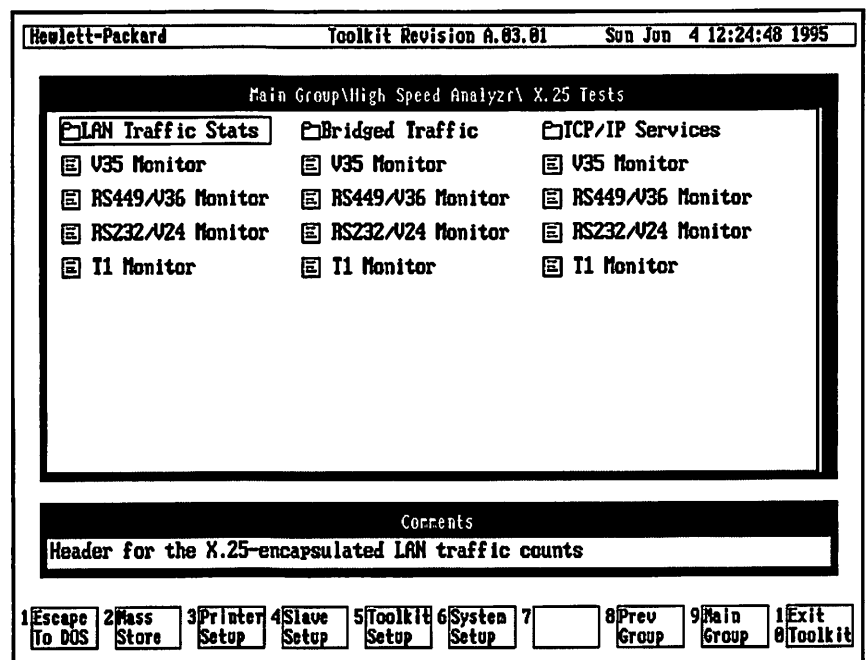 Hewlett-Packard Toolkit Revision A.03.01 Sun Jun 4 12:24:48 1995
Main Group\High Speed Analyzr\ X.25 Tests
LAN Traffic Stats Bridged Traffic TCP/IP Services
V35 Monitor V35 Monitor V35 Monitor
RS449/V36 Monitor RS449/V36 Monitor RS449/V36 Monitor
RS232/V24 Monitor RS232/V24 Monitor RS232/V24 Monitor
T1 Monitor T1 Monitor T1 Monitor
Comments
Header for the X.25-encapsulated LAN traffic counts
1 Escape 2 Mass 3 Printer 4 Slave 5 Toolkit 6 System 7 8 Prev 9 Main 1 Exit
To DOS Store Setup Setup Setup Setup Group Group 0 Toolkit